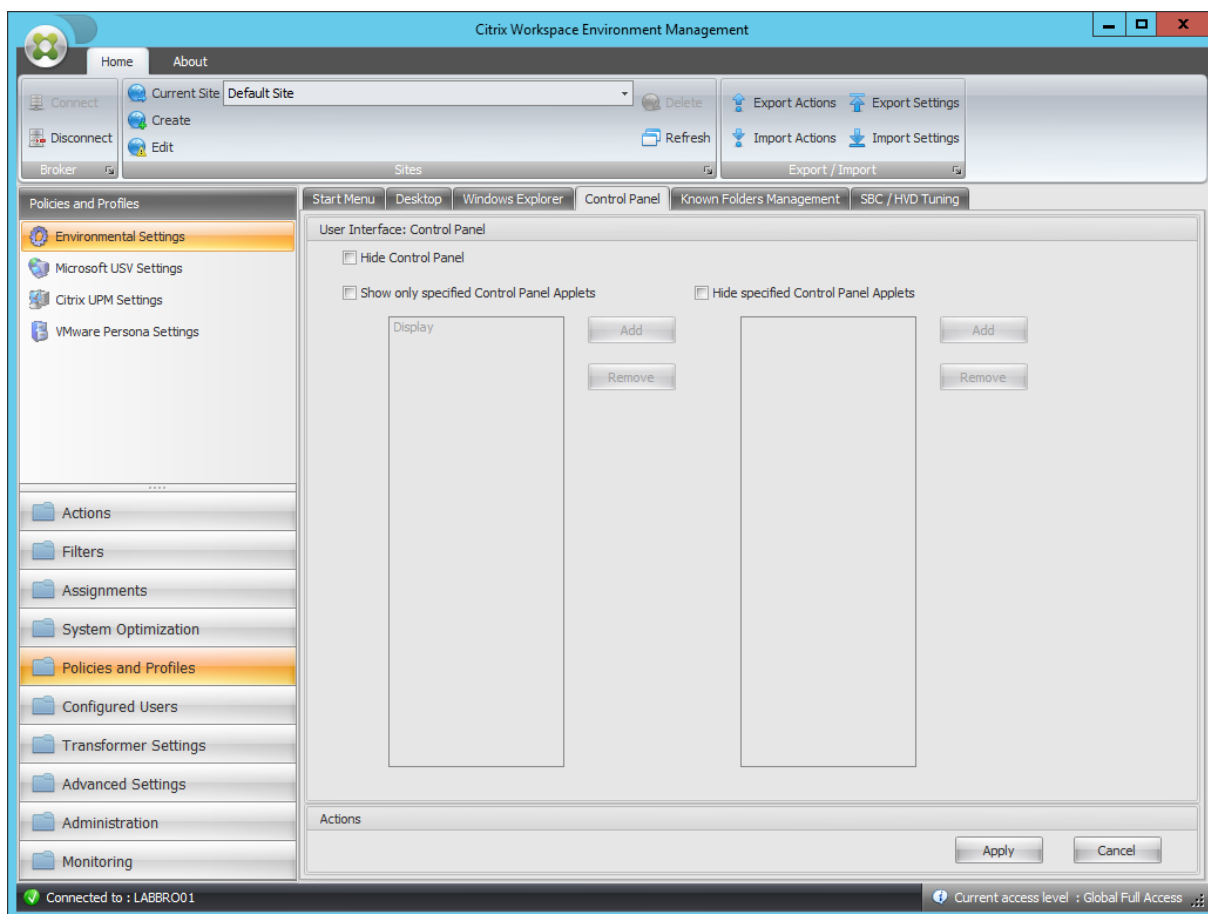 Citrix Workspace Environment Management
Home About
Connect
Disconnect
Broker
Current Site Default Site
Create
Edit
Delete
Refresh
Sites
Export Actions Export Settings
Import Actions Import Settings
Export / Import
Policies and Profiles
Environmental Settings
Microsoft USV Settings
Citrix UPM Settings
VMware Persona Settings
Actions
Filters
Assignments
System Optimization
Policies and Profiles
Configured Users
Transformer Settings
Advanced Settings
Administration
Monitoring
Start Menu Desktop Windows Explorer Control Panel Known Folders Management SBC / HVD Tuning
User Interface: Control Panel
Hide Control Panel
Show only specified Control Panel Applets Hide specified Control Panel Applets
Display Add Add
Remove Remove
Actions
Apply Cancel
Connected to : LABBRO01
Current access level : Global Full Access